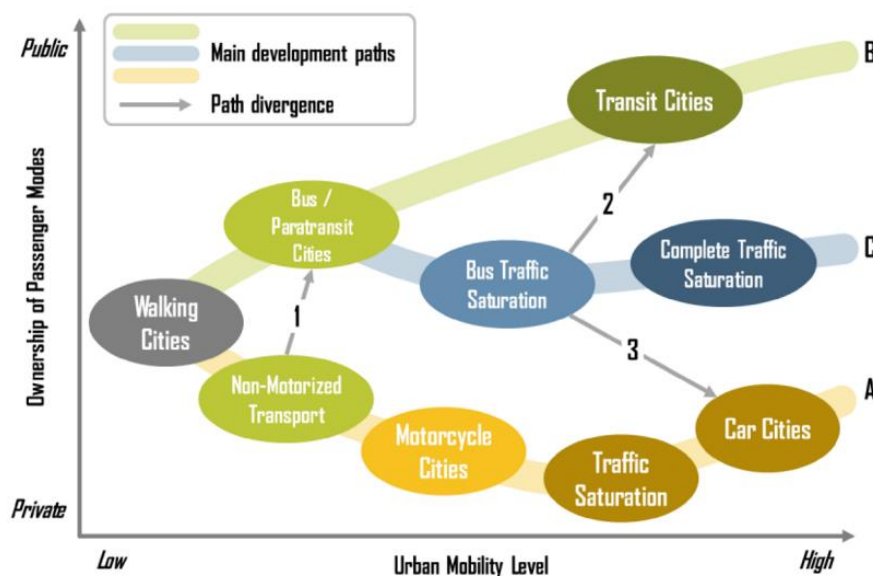 Public
Main development paths
Path divergence
B
Transit Cities
Bus /
Paratransit
Cities
2
Complete Traffic
Saturation
C
Bus Traffic
Saturation
Walking
Cities
1
3
Non-Motorized
Transport
A
Car Cities
Motorcycle
Cities
Traffic
Saturation
Ownership of Passenger Modes
Private
Low
Urban Mobility Level
High